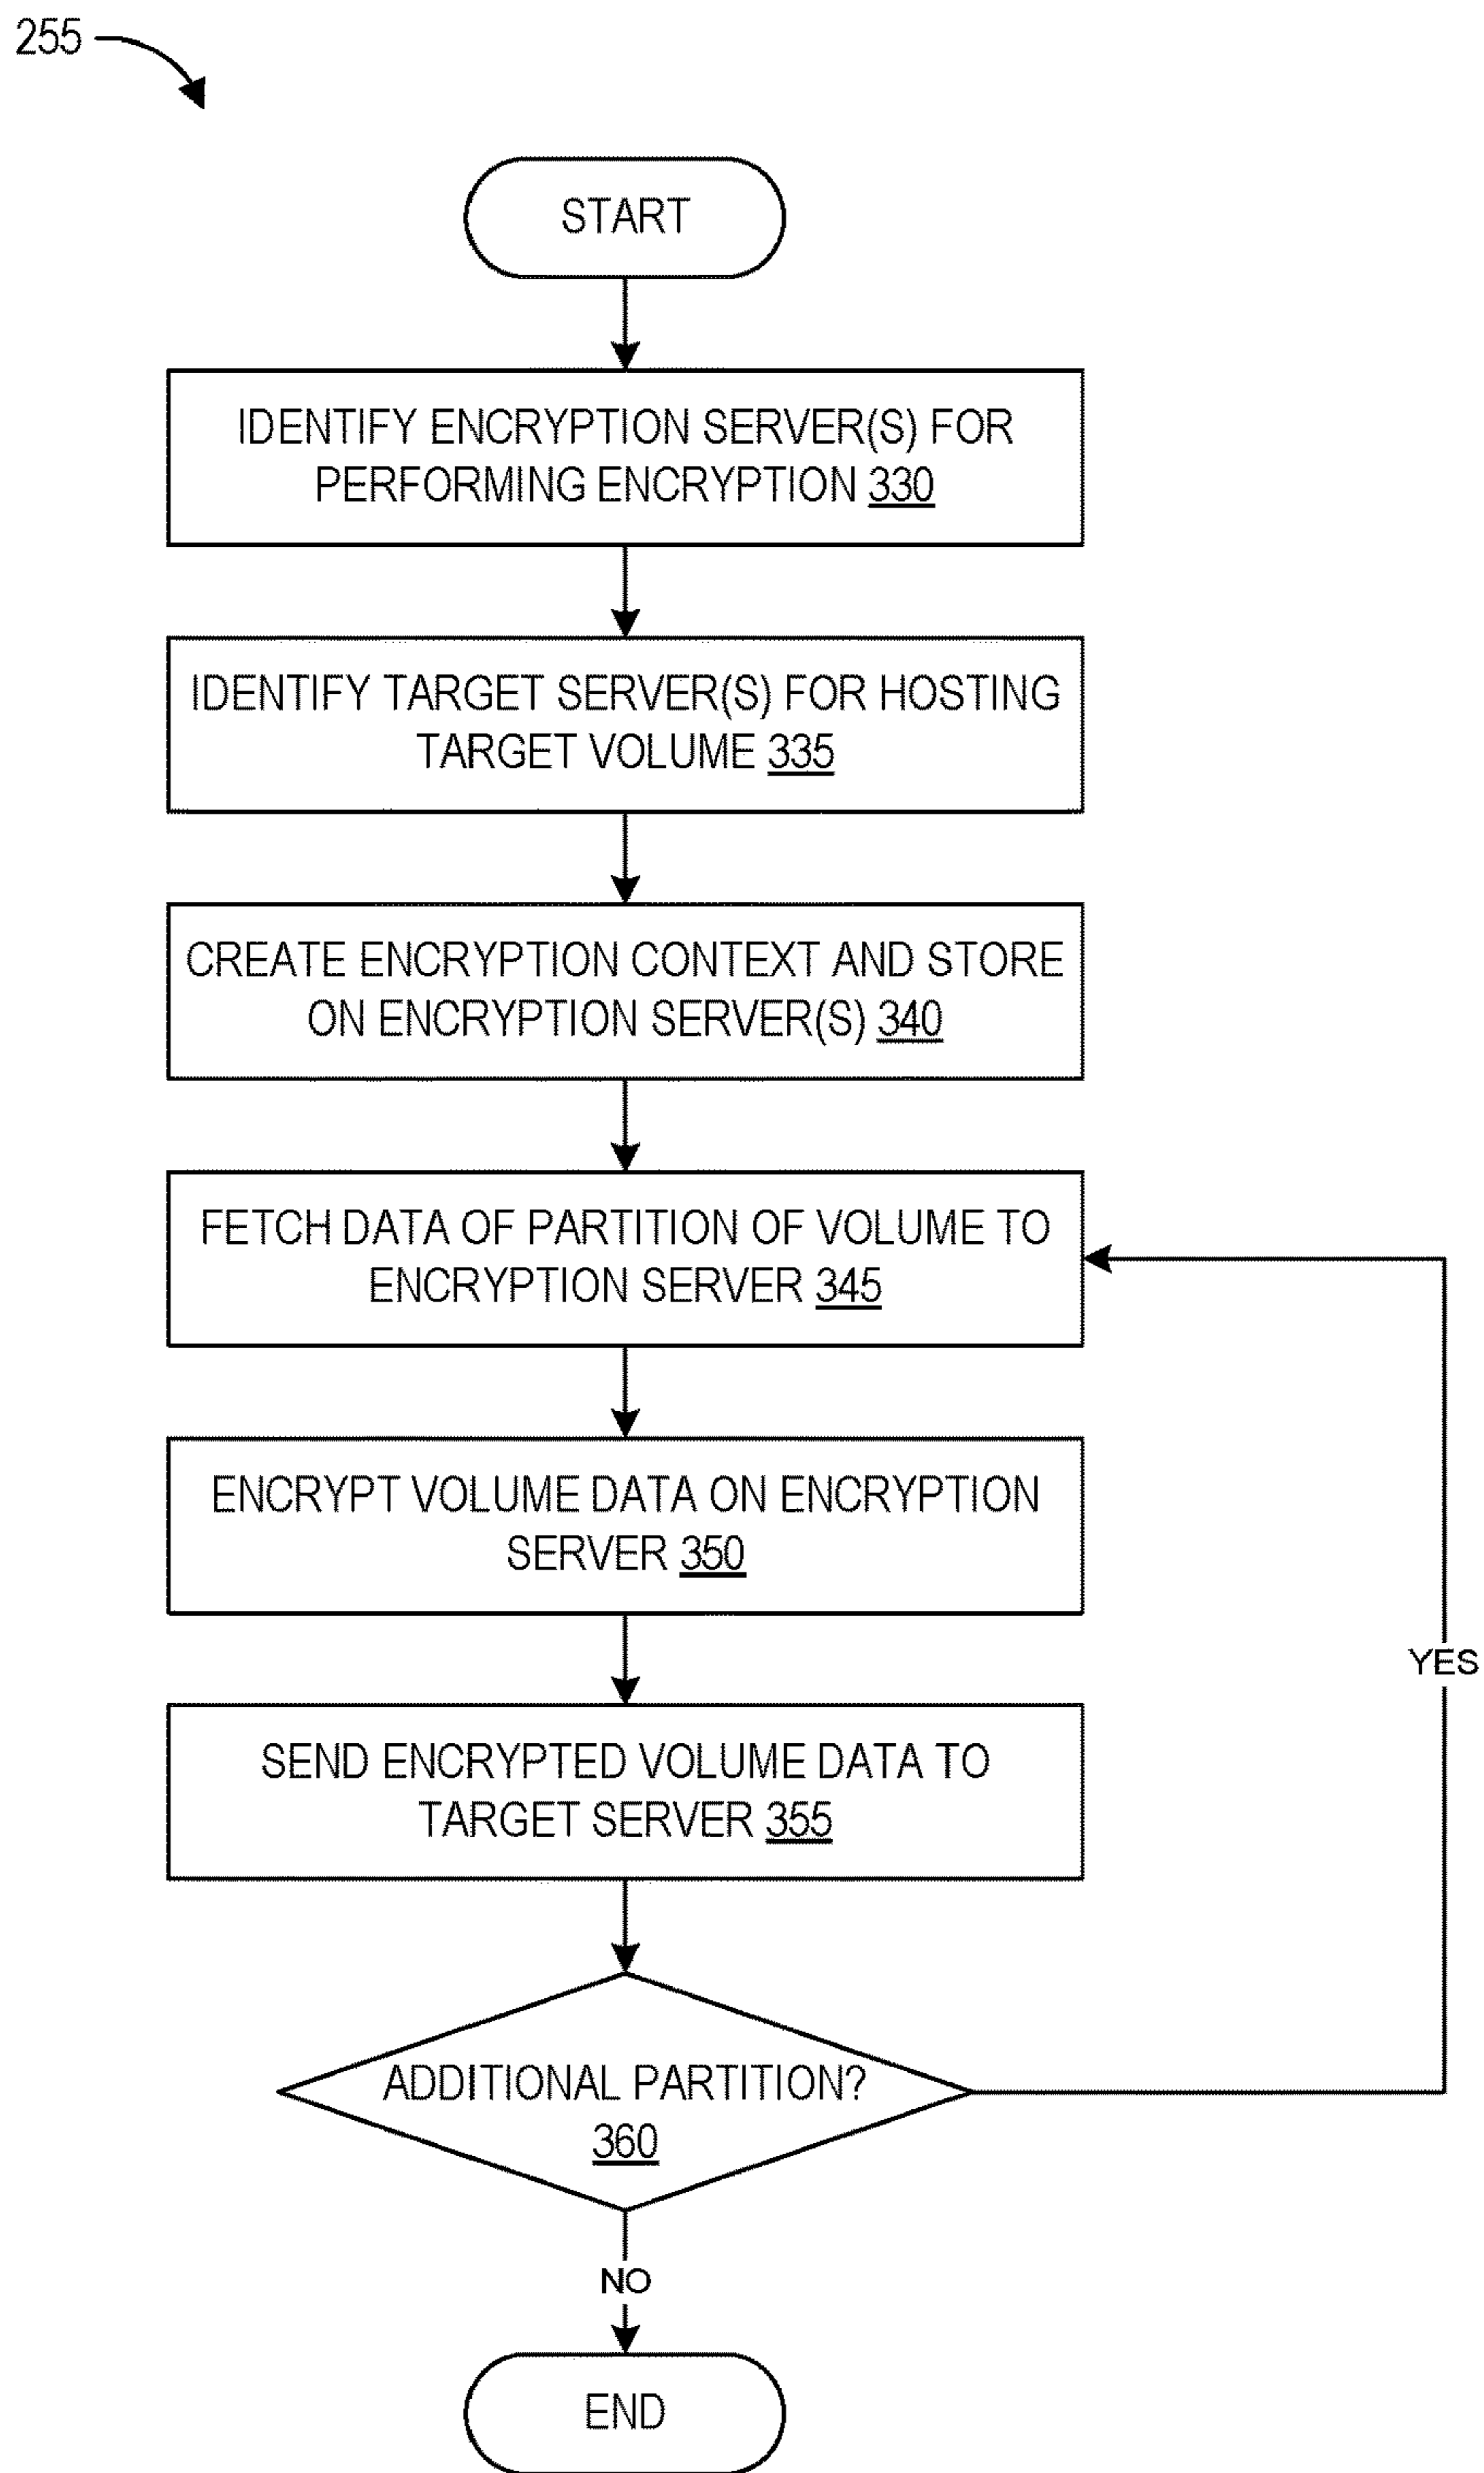 255
START
IDENTIFY ENCRYPTION SERVER(S) FOR
PERFORMING ENCRYPTION 330
IDENTIFY TARGET SERVER(S) FOR HOSTING
TARGET VOLUME 335
CREATE ENCRYPTION CONTEXT AND STORE
ON ENCRYPTION SERVER(S) 340
FETCH DATA OF PARTITION OF VOLUME TO
ENCRYPTION SERVER 345
ENCRYPT VOLUME DATA ON ENCRYPTION
SERVER 350
YES
SEND ENCRYPTED VOLUME DATA TO
TARGET SERVER 355
ADDITIONAL PARTITION?
360
NO
END